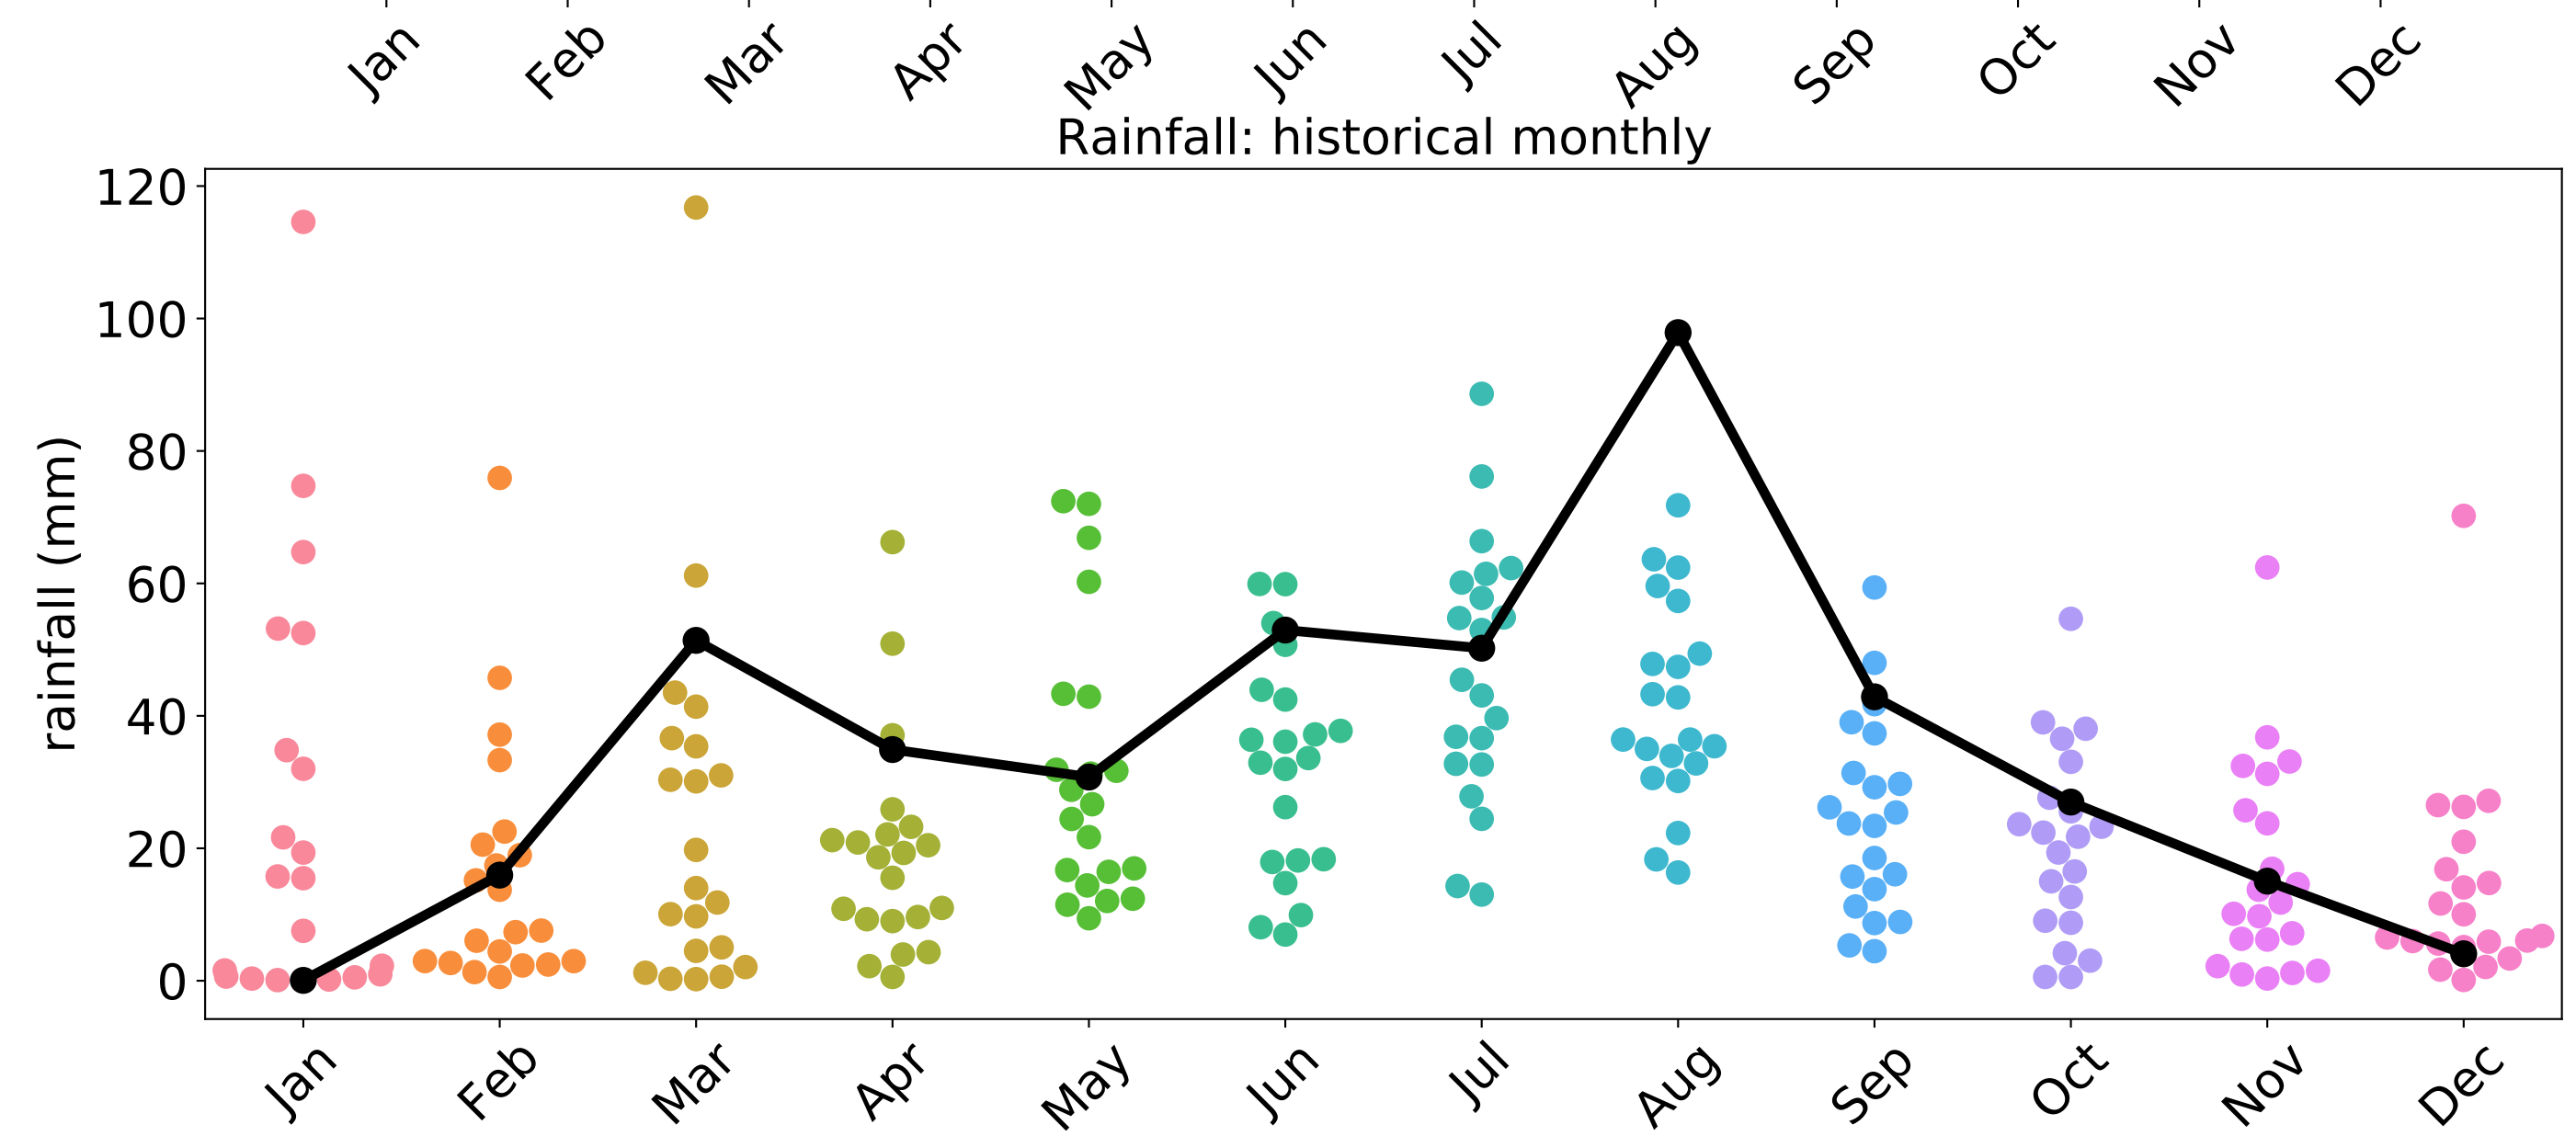 Jan Feb Mar Apr May Jun Jul Aug Sep Oct Nov Dec
Rainfall: historical monthly
rainfall (mm)
120
100
80
60
40
20
0
Jan Feb Mar Apr May Jun Jul Aug Sep Oct Nov Dec